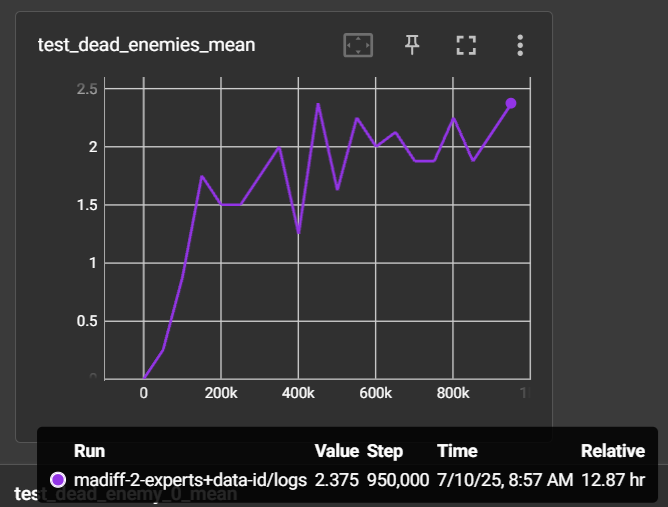 test_dead_enemies_mean
2.5
2
1.5
1
0.5
0
0 200k 400k 600k 800k
Run Value Step Time Relative
madiff-2-experts+data-id/logs 2.375 950,000 7/10/25, 8:57 AM 12.87 hr
test_dead_enemy_0_mean